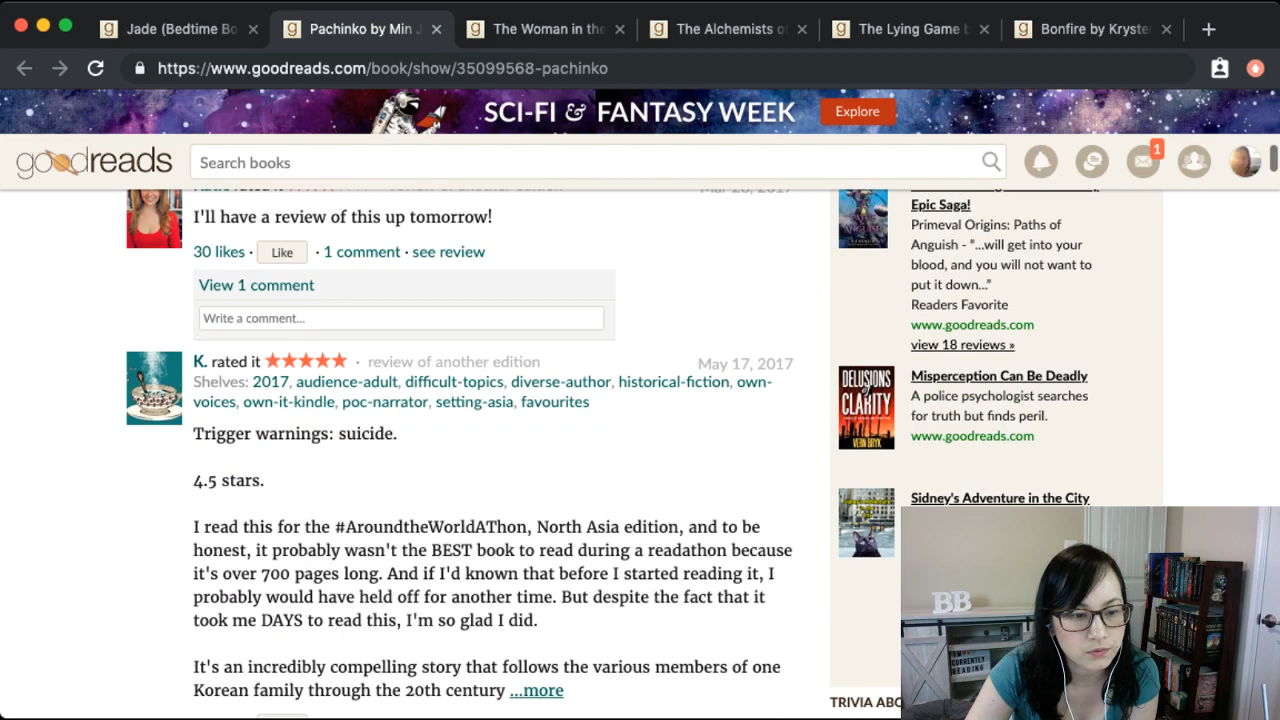 Jade (Bedtime Bo
Pachinko by Min J
The Woman in the
The Alchemists of
The Lying Game b
Bonfire by Kryste
https://www.goodreads.com/book/show/35099568-pachinko
SCI-FI & FANTASY WEEK
Explore
goodreads
Search books
1
I'll have a review of this up tomorrow!
30 likes · Like · 1 comment · see review
View 1 comment
Write a comment...
K. rated it ★★★★★ · review of another edition
May 17, 2017
Shelves: 2017, audience-adult, difficult-topics, diverse-author, historical-fiction, own-
voices, own-it-kindle, poc-narrator, setting-asia, favourites
Trigger warnings: suicide.
4.5 stars.
I read this for the #AroundtheWorldAThon, North Asia edition, and to be
honest, it probably wasn't the BEST book to read during a readathon because
it's over 700 pages long. And if I'd known that before I started reading it, I
probably would have held off for another time. But despite the fact that it
took me DAYS to read this, I'm so glad I did.
It's an incredibly compelling story that follows the various members of one
Korean family through the 20th century ...more
Epic Saga!
Primeval Origins: Paths of
Anguish - “...will get into your
blood, and you will not want to
put it down...”
Readers Favorite
www.goodreads.com
view 18 reviews »
DELUSIONS
of
CLARITY
VERN BRYK
Misperception Can Be Deadly
A police psychologist searches
for truth but finds peril.
www.goodreads.com
Sidney's Adventure in the City
TRIVIA ABO
BB
CURRENTLY
READING